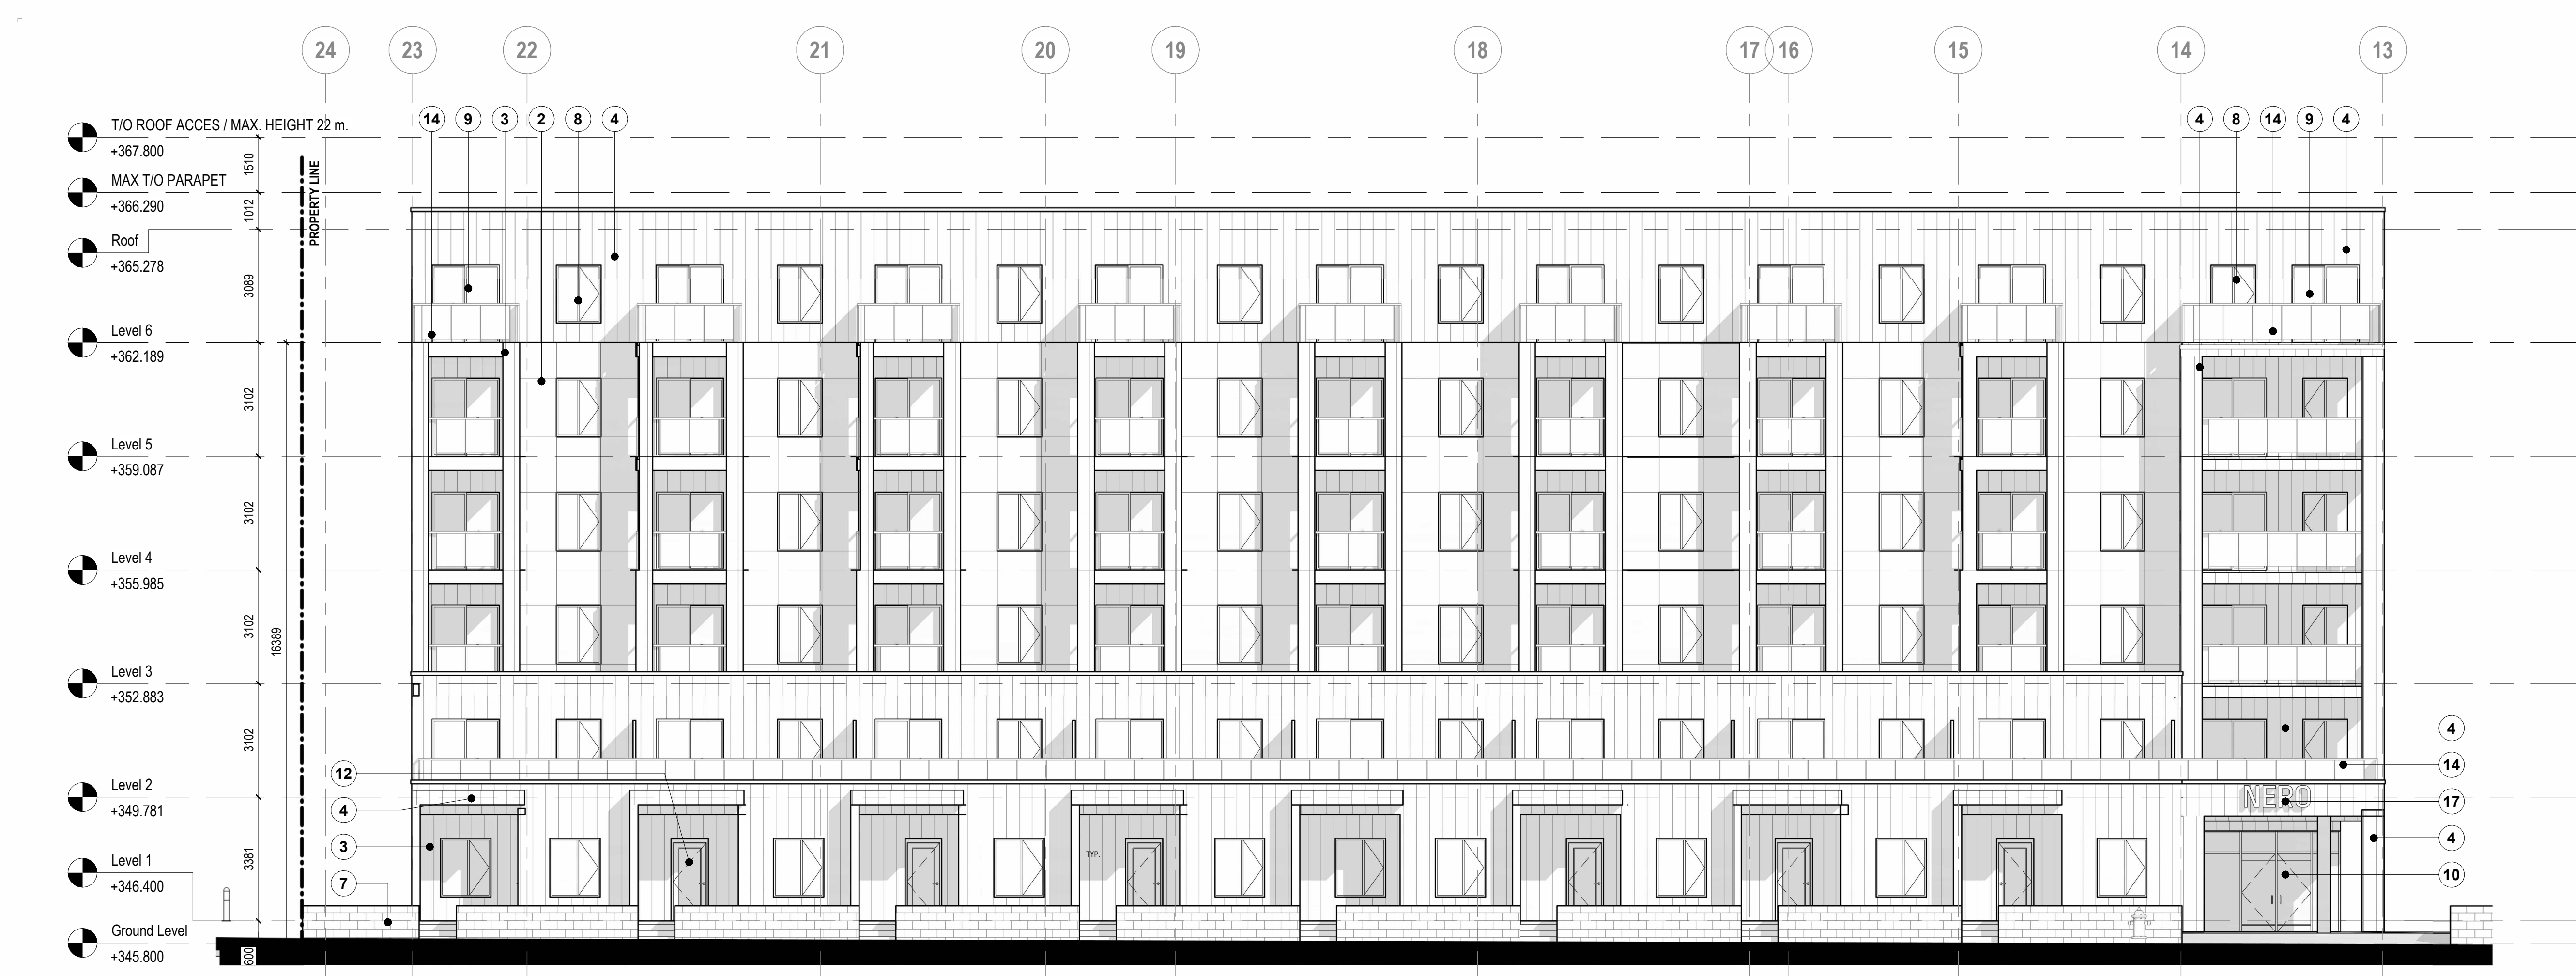 24 23 22 21 20 19 18 17 16 15 14 13
14 9 3 2 8 4 4 8 14 9 4
T/O ROOF ACCES / MAX. HEIGHT 22 m.
+367.800
1510
MAX T/O PARAPET
+366.290
1012
PROPERTY LINE
Roof
+365.278
3089
Level 6
+362.189
3102
Level 5
+359.087
3102
Level 4
+355.985
3102
16389
Level 3
+352.883
3102
4
14
12
Level 2
+349.781
4
NERO
17
3381
3
TYP.
4
Level 1
+346.400
7
10
Ground Level
+345.800
600